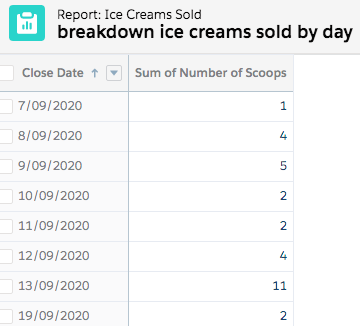 Report: Ice Creams Sold
breakdown ice creams sold by day
Close Date ↑ Sum of Number of Scoops
7/09/2020 1
8/09/2020 4
9/09/2020 5
10/09/2020 2
11/09/2020 2
12/09/2020 4
13/09/2020 11
19/09/2020 2